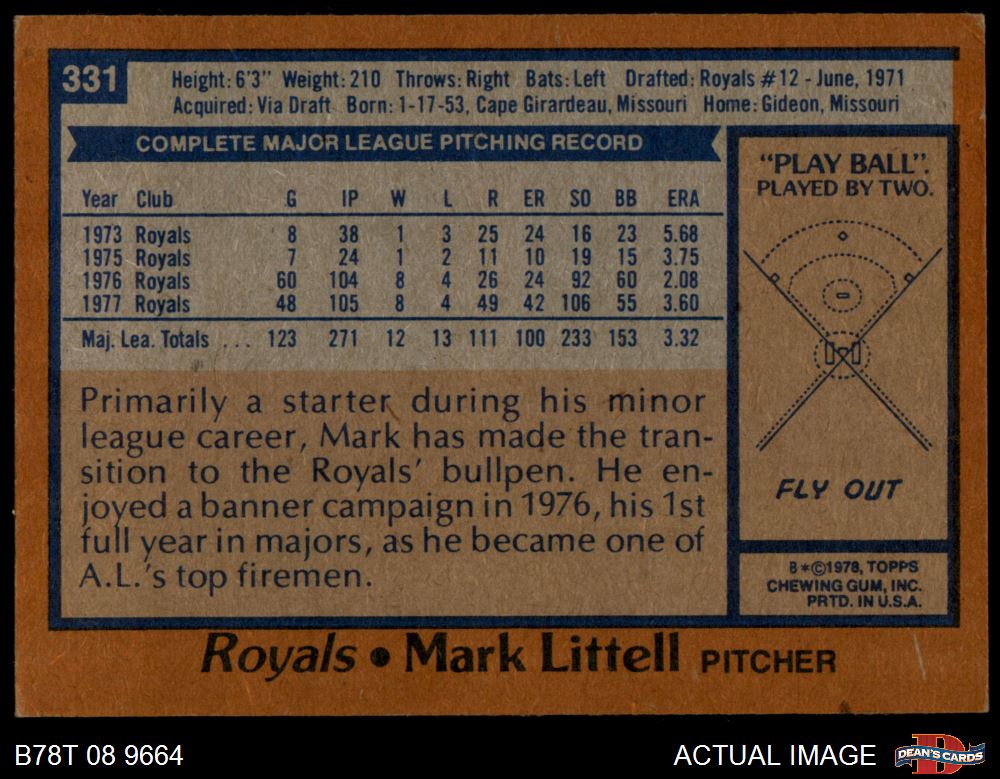 331
Height: 6'3" Weight: 210 Throws: Right Bats: Left Drafted: Royals #12 - June, 1971
Acquired: Via Draft Born: 1-17-53, Cape Girardeau, Missouri Home: Gideon, Missouri
COMPLETE MAJOR LEAGUE PITCHING RECORD
Year Club G IP W L R ER SO BB ERA
1973 Royals 8 38 1 3 25 24 16 23 5.68
1975 Royals 7 24 1 2 11 10 19 15 3.75
1976 Royals 60 104 8 4 26 24 92 60 2.08
1977 Royals 48 105 8 4 49 42 106 55 3.60
Maj. Lea. Totals ... 123 271 12 13 111 100 233 153 3.32
Primarily a starter during his minor
league career, Mark has made the tran-
sition to the Royals' bullpen. He en-
joyed a banner campaign in 1976, his 1st
full year in majors, as he became one of
A.L.'s top firemen.
"PLAY BALL".
PLAYED BY TWO.
FLY OUT
B*©1978, TOPPS
CHEWING GUM, INC.
PRTD. IN U.S.A.
Royals • Mark Littell PITCHER
B78T 08 9664
ACTUAL IMAGE
D
DEAN'S CARDS